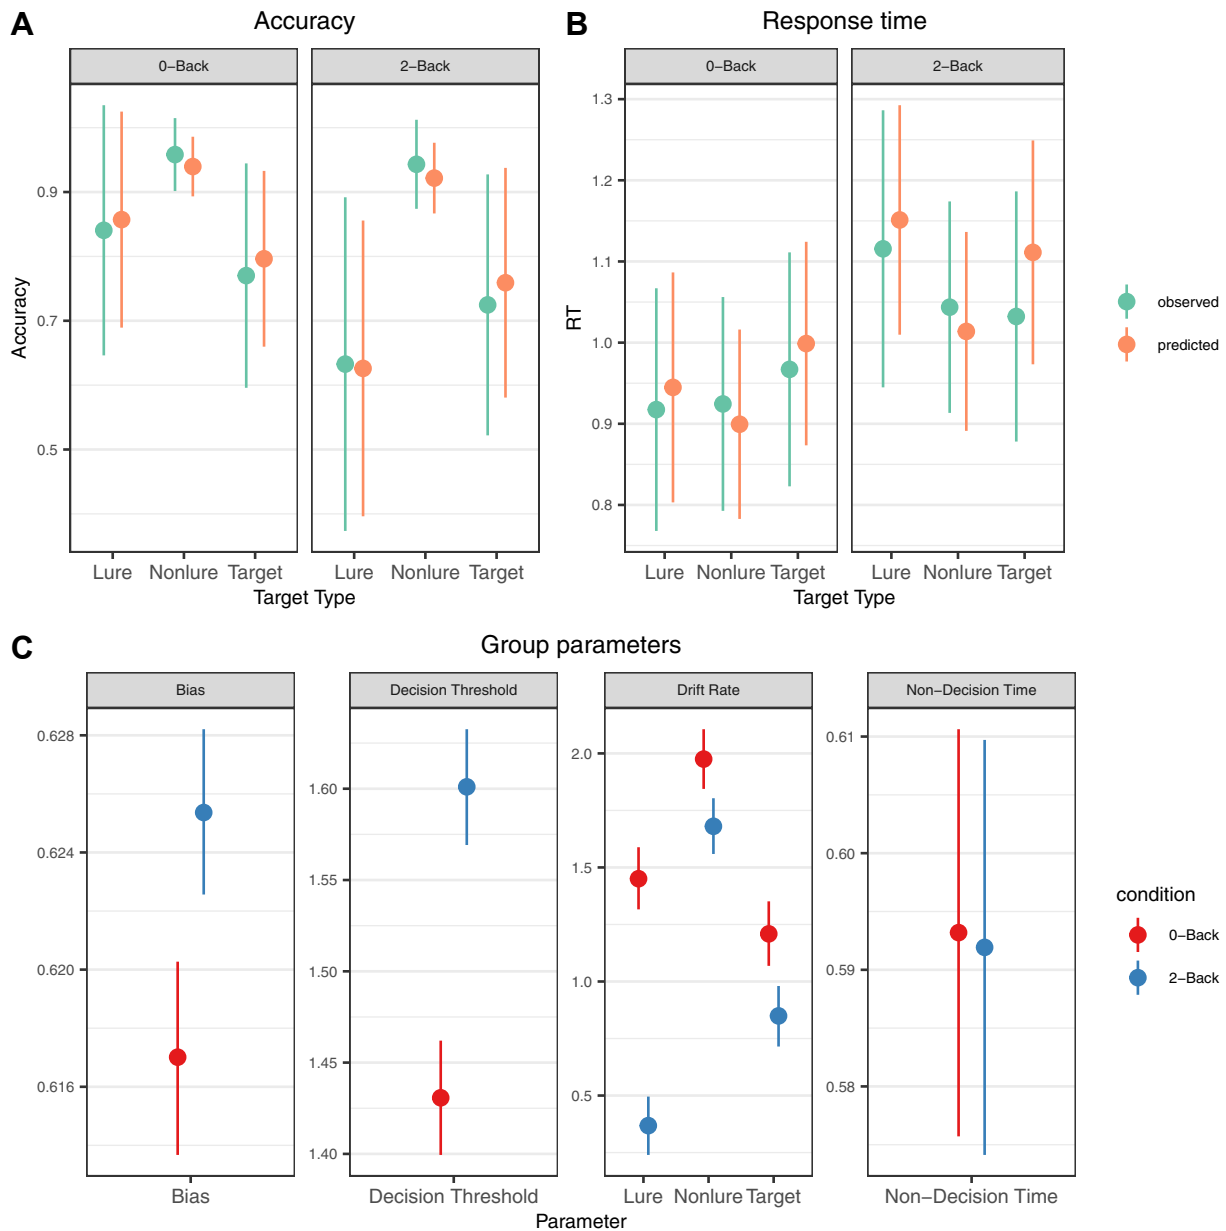 A
Accuracy
B
Response time
0−Back
2−Back
0−Back
2−Back
Accuracy
0.9
0.7
0.5
RT
1.3
1.2
1.1
1.0
0.9
0.8
observed
predicted
Lure Nonlure Target
Lure Nonlure Target
Lure Nonlure Target
Lure Nonlure Target
Target Type
Target Type
C
Group parameters
Bias
Decision Threshold
Drift Rate
Non−Decision Time
0.628
0.624
0.620
0.616
1.60
1.55
1.50
1.45
1.40
2.0
1.5
1.0
0.5
0.61
0.60
0.59
0.58
condition
0−Back
2−Back
Bias
Decision Threshold
Lure Nonlure Target
Non−Decision Time
Parameter